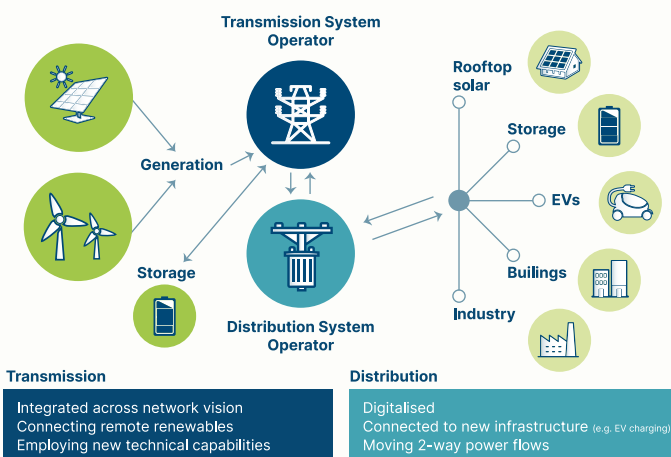 Transmission System
Operator
Rooftop
solar
Storage
Generation
EVs
Storage
Builings
Industry
Distribution System
Operator
Transmission
Integrated across network vision
Connecting remote renewables
Employing new technical capabilities
Distribution
Digitalised
Connected to new infrastructure (e.g. EV charging)
Moving 2-way power flows